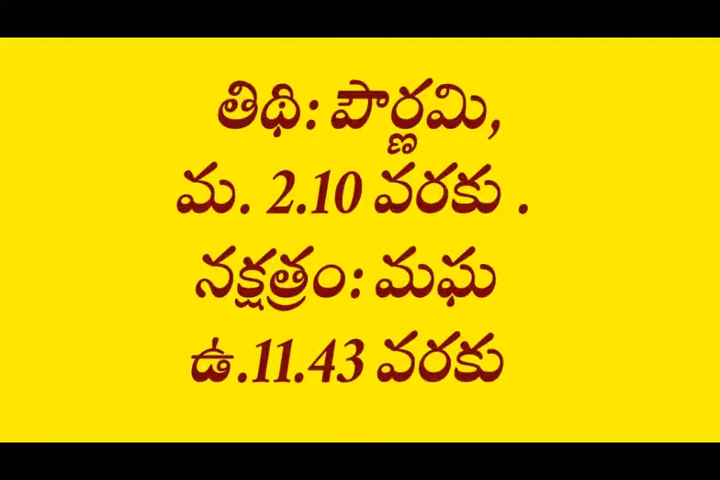 తిథి: పౌర్ణమి,
మ. 2.10 వరకు .
నక్షత్రం: మఘ
ఉ.11.43 వరకు